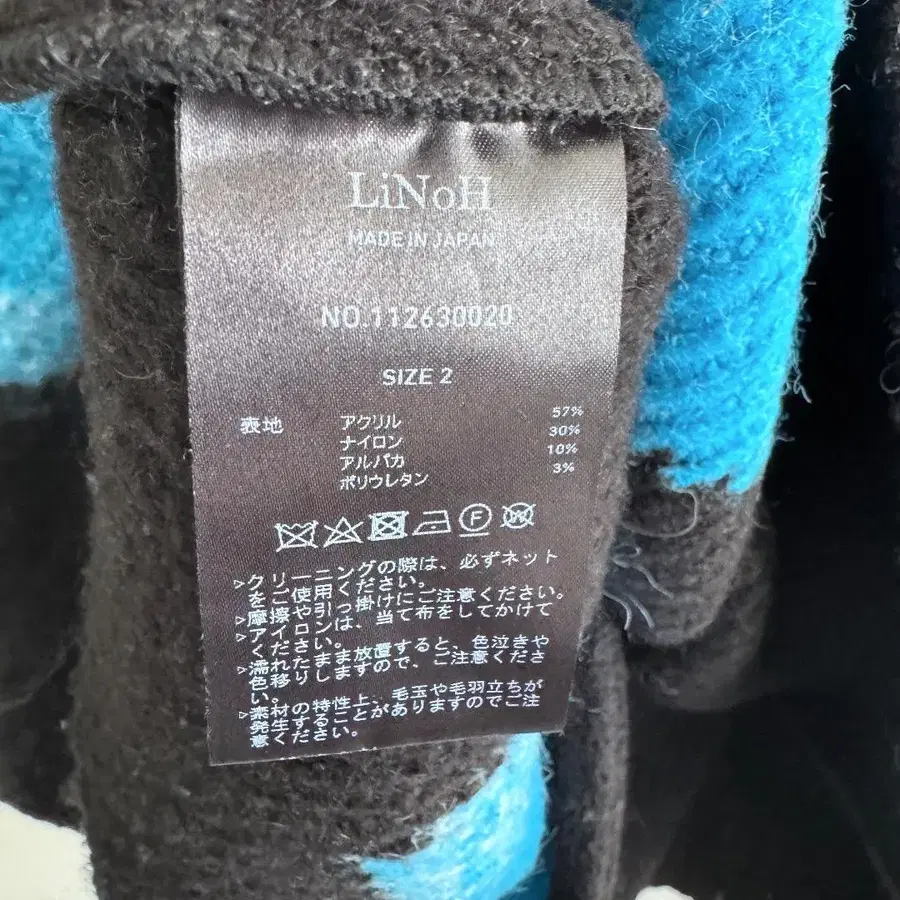 LiNoH
MADE IN JAPAN
NO.112630020
SIZE 2
表地 アクリル 57%
ナイロン 30%
アルパカ 10%
ポリウレタン 3%
F W
▷クリーニングの際は、必ずネット
をご使用ください。
▷摩擦や引っ掛けにご注意ください。
▷アイロンは、当て布をしてかけて
ください。
▷濡れたまま放置すると、色泣きや
色移りしますので、ご注意くださ
い。
▷素材の特性上、毛玉や毛羽立ちが
発生することがありますのでご注
意ください。